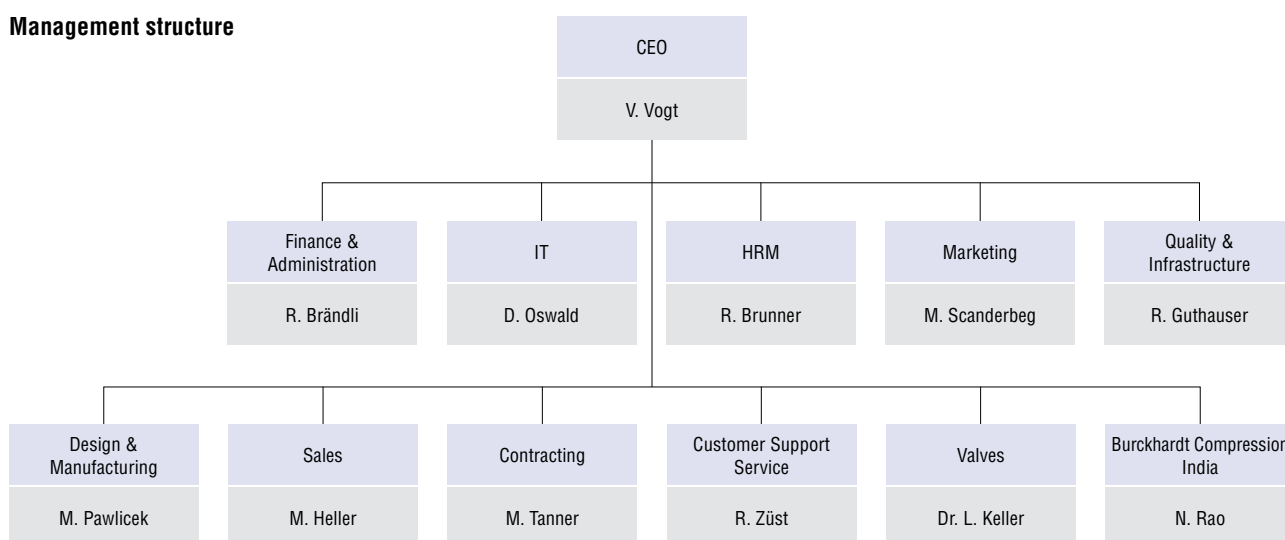 Management structure
CEO
V. Vogt
Finance &
Administration
R. Brändli
IT
D. Oswald
HRM
R. Brunner
Marketing
M. Scanderbeg
Quality &
Infrastructure
R. Guthauser
Design &
Manufacturing
M. Pawlicek
Sales
M. Heller
Contracting
M. Tanner
Customer Support
Service
R. Züst
Valves
Dr. L. Keller
Burckhardt Compression
India
N. Rao